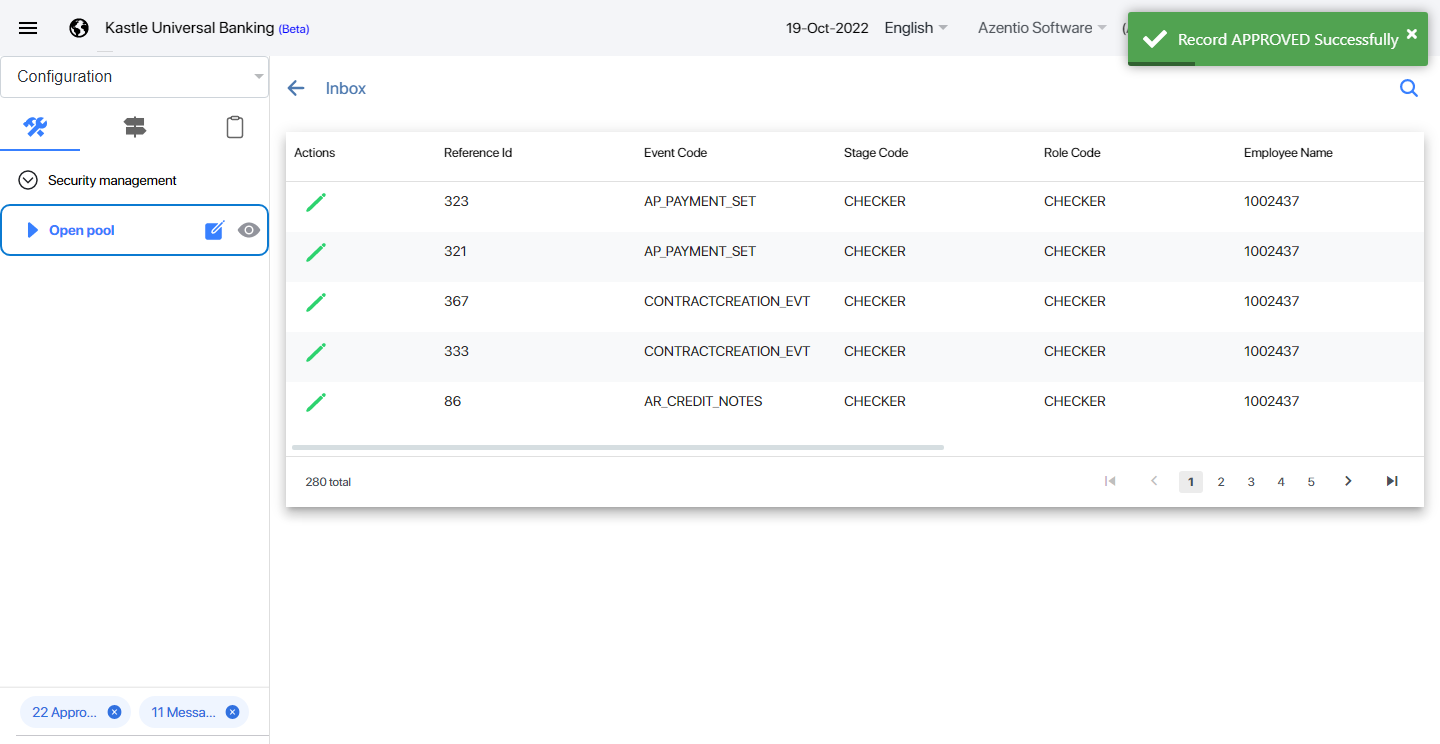 Kastle Universal Banking (Beta)
19-Oct-2022 English Azentio Software
Record APPROVED Successfully
Configuration
Inbox
Security management
Open pool
Actions Reference Id Event Code Stage Code Role Code Employee Name
323 AP_PAYMENT_SET CHECKER CHECKER 1002437
321 AP_PAYMENT_SET CHECKER CHECKER 1002437
367 CONTRACTCREATION_EVT CHECKER CHECKER 1002437
333 CONTRACTCREATION_EVT CHECKER CHECKER 1002437
86 AR_CREDIT_NOTES CHECKER CHECKER 1002437
280 total 1 2 3 4 5
22 Appro... 11 Messa...